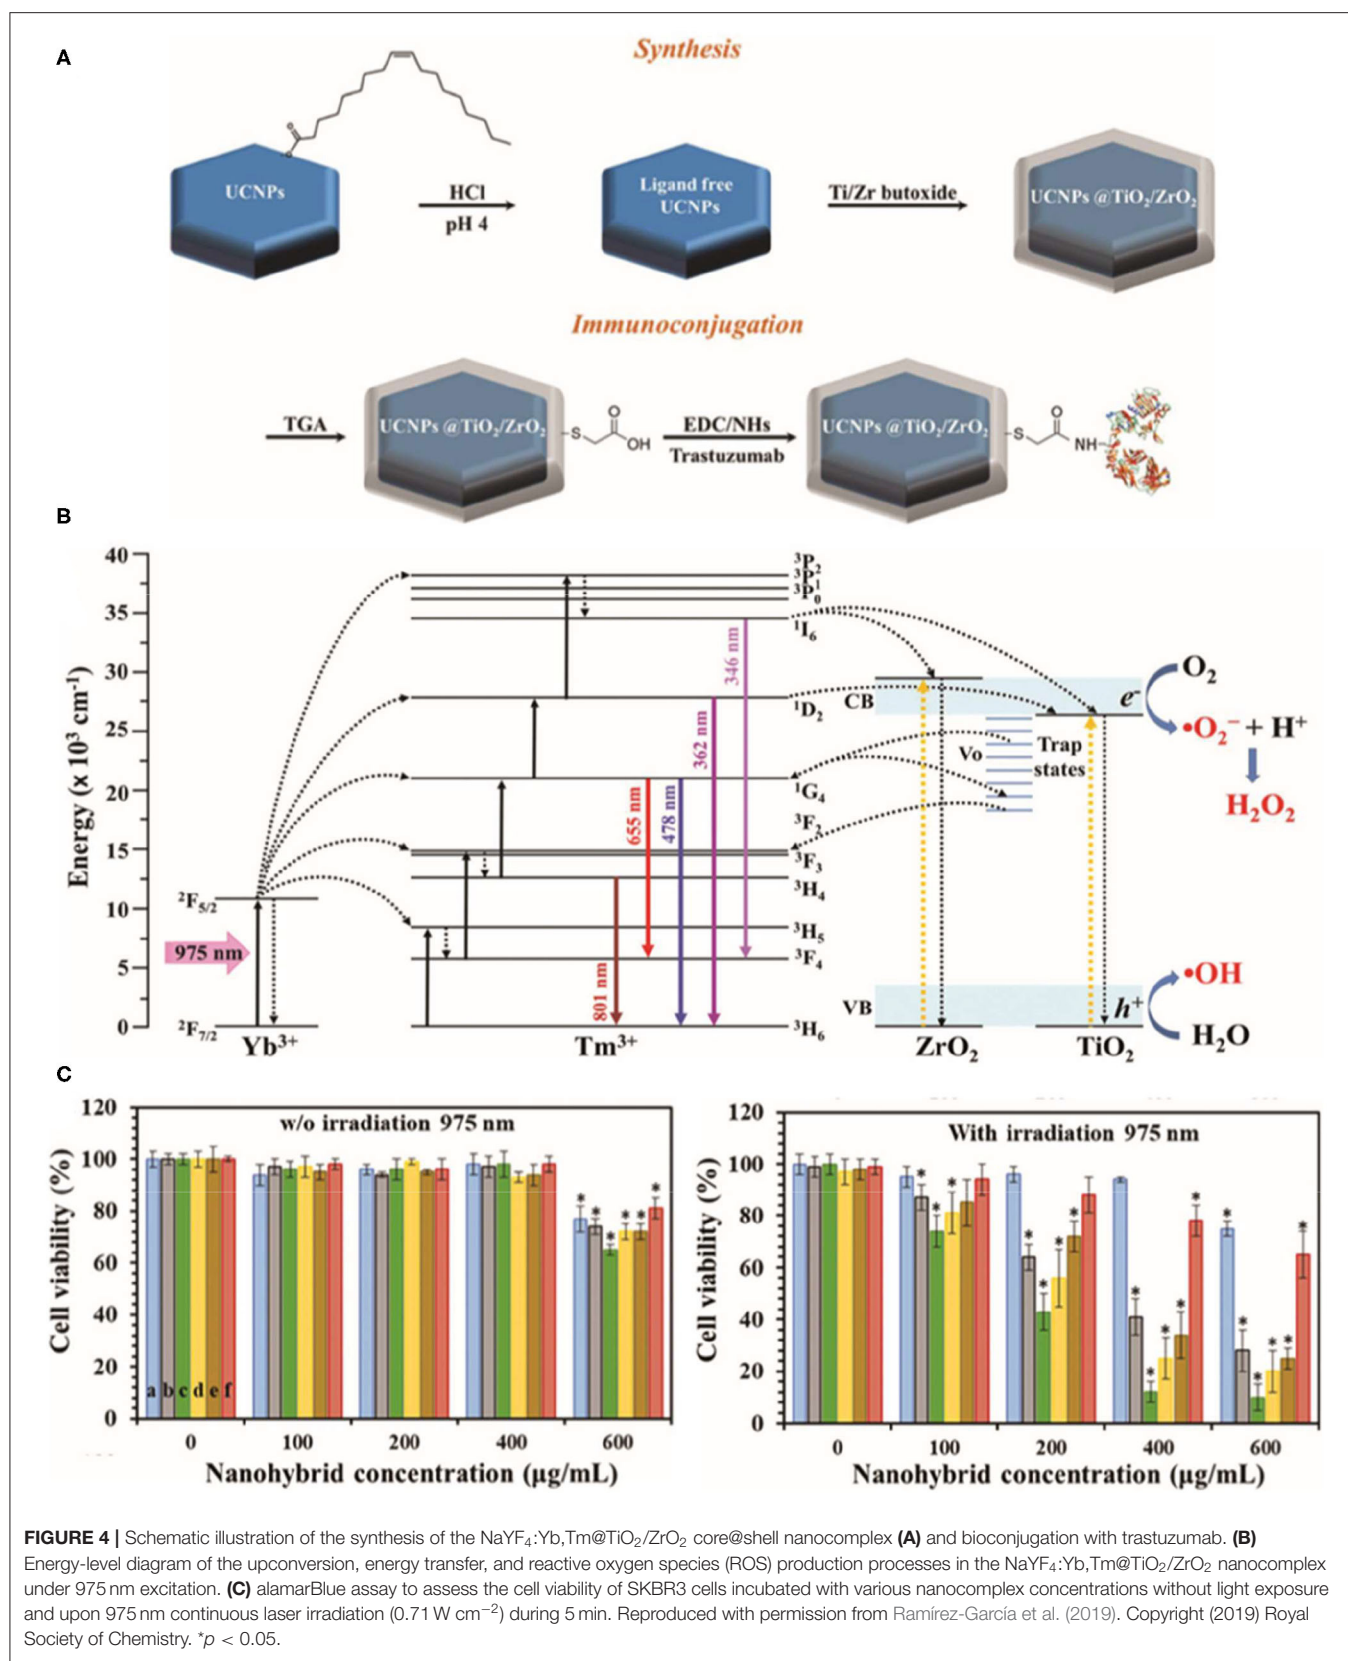 A
Synthesis
O
O
UCNPs
HCl
pH 4
Ligand free
UCNPs
Ti/Zr butoxide
UCNPs @TiO₂/ZrO₂
Immunoconjugation
TGA
UCNPs @TiO₂/ZrO₂
S
O
OH
EDC/NHs
Trastuzumab
UCNPs @TiO₂/ZrO₂
S
O
NH
B
Energy (x 10³ cm⁻¹)
40
35
30
25
20
15
10
5
0
²F₅/₂
975 nm
²F₇/₂
Yb³⁺
³P₂
³P₁
³P₀
¹I₆
¹D₂
¹G₄
³F₂
³F₃
³H₄
³H₅
³F₄
³H₆
801 nm
655 nm
478 nm
362 nm
346 nm
Tm³⁺
CB
Vo
Trap
states
VB
e⁻
h⁺
ZrO₂
TiO₂
O₂
•O₂⁻ + H⁺
H₂O₂
•OH
H₂O
C
w/o irradiation 975 nm
Cell viability (%)
120
100
80
60
40
20
0
a b c d e f
* * * * * *
0 100 200 400 600
Nanohybrid concentration (µg/mL)
With irradiation 975 nm
Cell viability (%)
120
100
80
60
40
20
0
* * *
* * * *
* * * * *
* * * * * *
0 100 200 400 600
Nanohybrid concentration (µg/mL)
FIGURE 4 | Schematic illustration of the synthesis of the NaYF₄:Yb,Tm@TiO₂/ZrO₂ core@shell nanocomplex (A) and bioconjugation with trastuzumab. (B)
Energy-level diagram of the upconversion, energy transfer, and reactive oxygen species (ROS) production processes in the NaYF₄:Yb,Tm@TiO₂/ZrO₂ nanocomplex
under 975 nm excitation. (C) alamarBlue assay to assess the cell viability of SKBR3 cells incubated with various nanocomplex concentrations without light exposure
and upon 975 nm continuous laser irradiation (0.71 W cm⁻²) during 5 min. Reproduced with permission from Ramírez-García et al. (2019). Copyright (2019) Royal
Society of Chemistry. *p < 0.05.